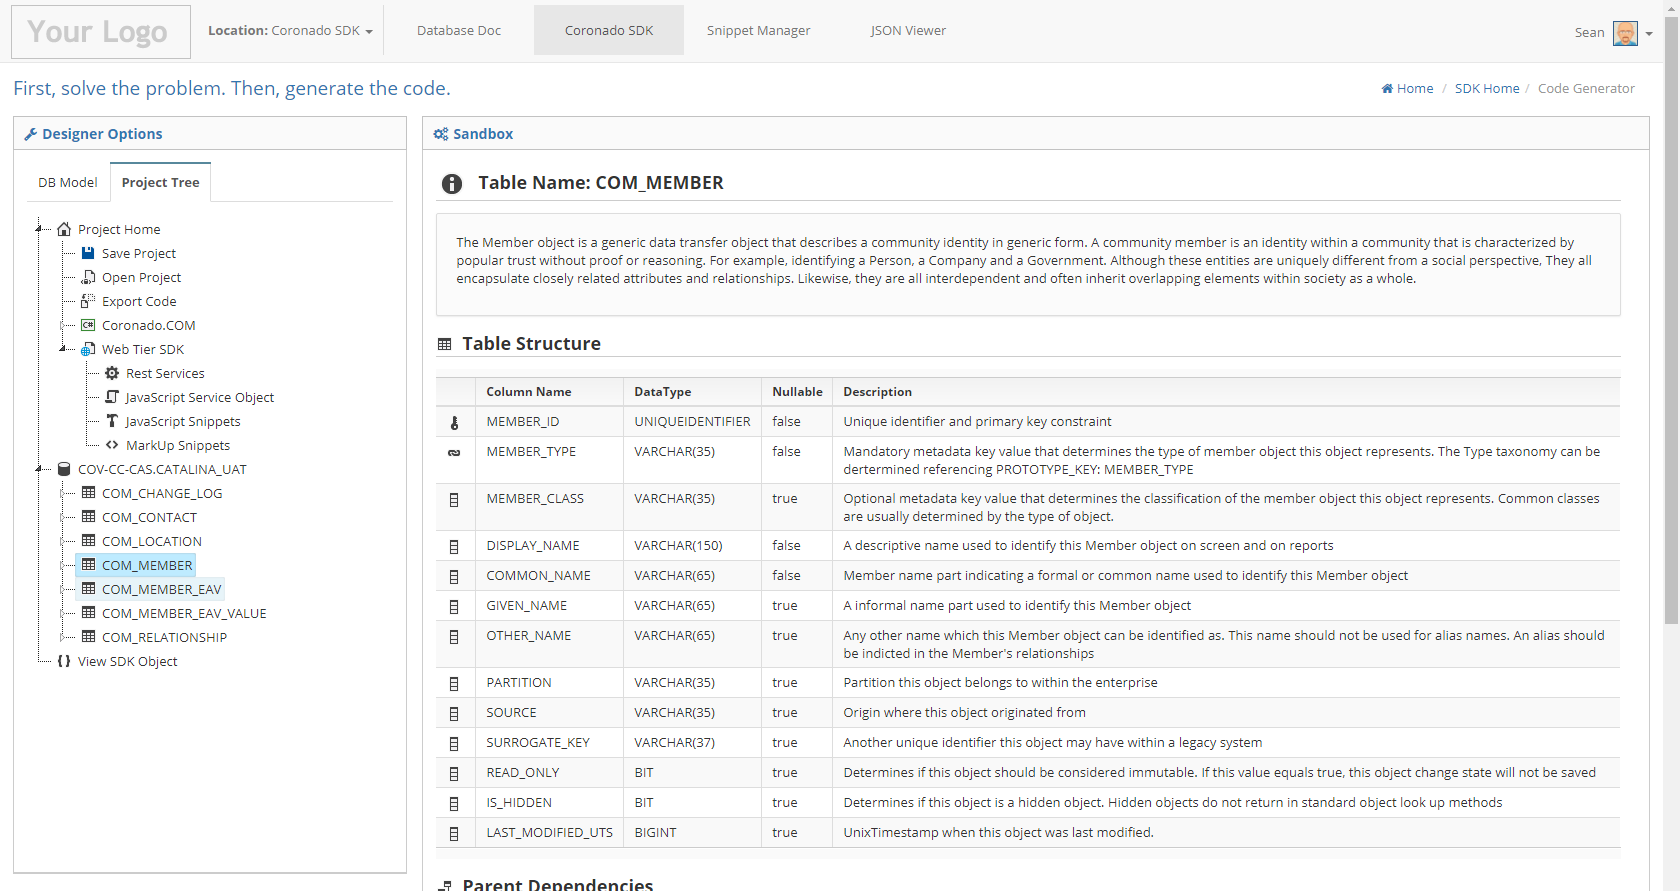 Your Logo
Location: Coronado SDK
Database Doc
Coronado SDK
Snippet Manager
JSON Viewer
Sean
First, solve the problem. Then, generate the code.
Home / SDK Home / Code Generator
Designer Options
DB Model
Project Tree
Project Home
Save Project
Open Project
Export Code
C# Coronado.COM
Web Tier SDK
Rest Services
JavaScript Service Object
JavaScript Snippets
MarkUp Snippets
COV-CC-CAS.CATALINA_UAT
COM_CHANGE_LOG
COM_CONTACT
COM_LOCATION
COM_MEMBER
COM_MEMBER_EAV
COM_MEMBER_EAV_VALUE
COM_RELATIONSHIP
View SDK Object
Sandbox
Table Name: COM_MEMBER
The Member object is a generic data transfer object that describes a community identity in generic form. A community member is an identity within a community that is characterized by
popular trust without proof or reasoning. For example, identifying a Person, a Company and a Government. Although these entities are uniquely different from a social perspective, They all
encapsulate closely related attributes and relationships. Likewise, they are all interdependent and often inherit overlapping elements within society as a whole.
Table Structure
Column Name DataType Nullable Description
MEMBER_ID UNIQUEIDENTIFIER false Unique identifier and primary key constraint
MEMBER_TYPE VARCHAR(35) false Mandatory metadata key value that determines the type of member object this object represents. The Type taxonomy can be
dertermined referencing PROTOTYPE_KEY: MEMBER_TYPE
MEMBER_CLASS VARCHAR(35) true Optional metadata key value that determines the classification of the member object this object represents. Common classes
are usually determined by the type of object.
DISPLAY_NAME VARCHAR(150) false A descriptive name used to identify this Member object on screen and on reports
COMMON_NAME VARCHAR(65) false Member name part indicating a formal or common name used to identify this Member object
GIVEN_NAME VARCHAR(65) true A informal name part used to identify this Member object
OTHER_NAME VARCHAR(65) true Any other name which this Member object can be identified as. This name should not be used for alias names. An alias should
be indicted in the Member's relationships
PARTITION VARCHAR(35) true Partition this object belongs to within the enterprise
SOURCE VARCHAR(35) true Origin where this object originated from
SURROGATE_KEY VARCHAR(37) true Another unique identifier this object may have within a legacy system
READ_ONLY BIT true Determines if this object should be considered immutable. If this value equals true, this object change state will not be saved
IS_HIDDEN BIT true Determines if this object is a hidden object. Hidden objects do not return in standard object look up methods
LAST_MODIFIED_UTS BIGINT true UnixTimestamp when this object was last modified.
Parent Dependencies